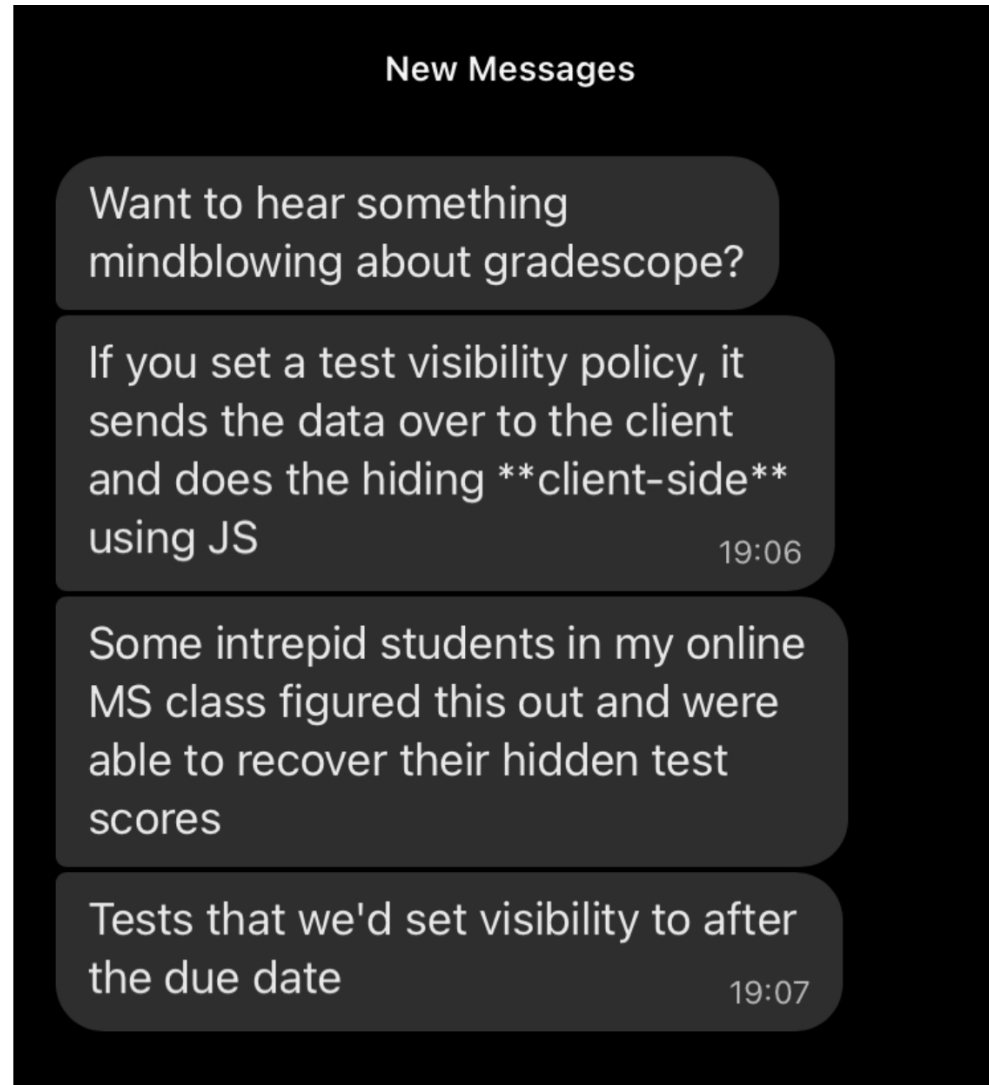 New Messages
Want to hear something
mindblowing about gradescope?
If you set a test visibility policy, it
sends the data over to the client
and does the hiding **client-side**
using JS
19:06
Some intrepid students in my online
MS class figured this out and were
able to recover their hidden test
scores
Tests that we'd set visibility to after
the due date
19:07